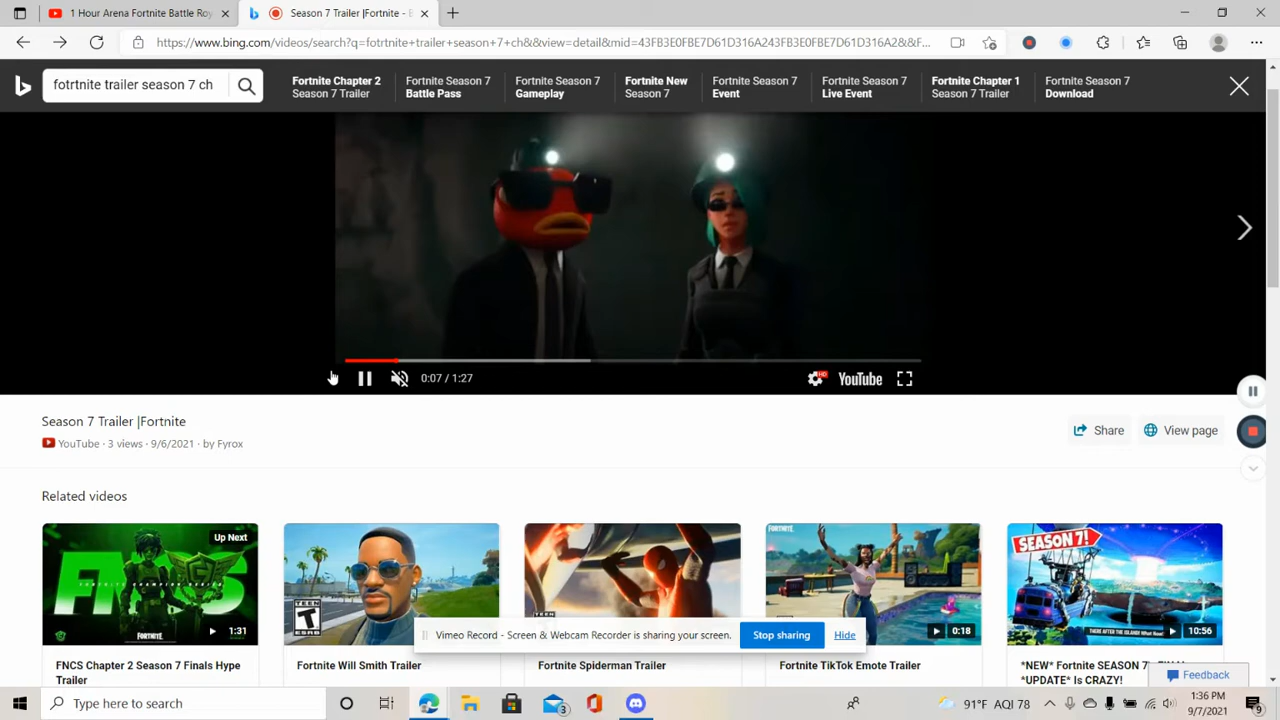 1 Hour Arena Fortnite Battle Roy
Season 7 Trailer |Fortnite - B
https://www.bing.com/videos/search?q=fotrtnite+trailer+season+7+ch&&view=detail&mid=43FB3E0FBE7D61D316A243FB3E0FBE7D61D316A2&&F...
fotrtnite trailer season 7 ch
Fortnite Chapter 2
Season 7 Trailer
Fortnite Season 7
Battle Pass
Fortnite Season 7
Gameplay
Fortnite New
Season 7
Fortnite Season 7
Event
Fortnite Season 7
Live Event
Fortnite Chapter 1
Season 7 Trailer
Fortnite Season 7
Download
0:07 / 1:27
HD
YouTube
Season 7 Trailer |Fortnite
YouTube · 3 views · 9/6/2021 · by Fyrox
Share
View page
Related videos
Up Next
FORTNITE
1:31
FNCS Chapter 2 Season 7 Finals Hype
Trailer
TEEN
T
ESRB
Fortnite Will Smith Trailer
TEEN
Fortnite Spiderman Trailer
FORTNITE
0:18
Fortnite TikTok Emote Trailer
SEASON 7!
10:56
*NEW* Fortnite SEASON 7
*UPDATE* Is CRAZY!
Vimeo Record - Screen & Webcam Recorder is sharing your screen.
Stop sharing
Hide
Feedback
Type here to search
3
91°F AQI 78
1:36 PM
9/7/2021
9